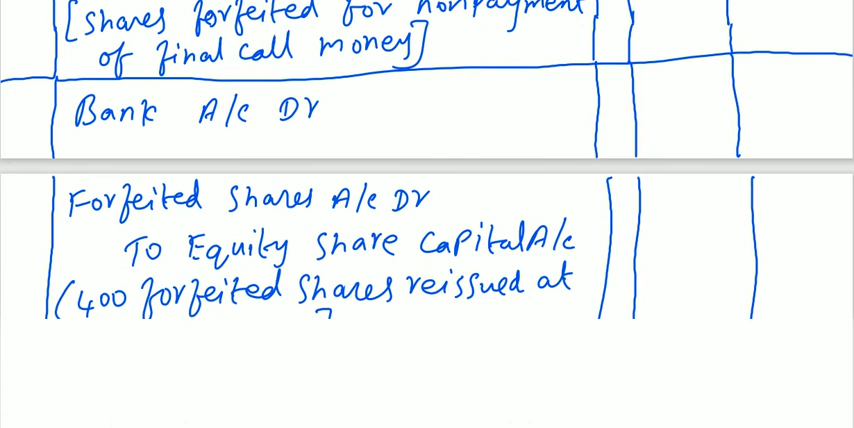 [Shares forfeited for nonpayment
of final call money]
Bank A/c Dr
Forfeited Shares A/c Dr
To Equity Share Capital A/c
(400 forfeited Shares reissued at